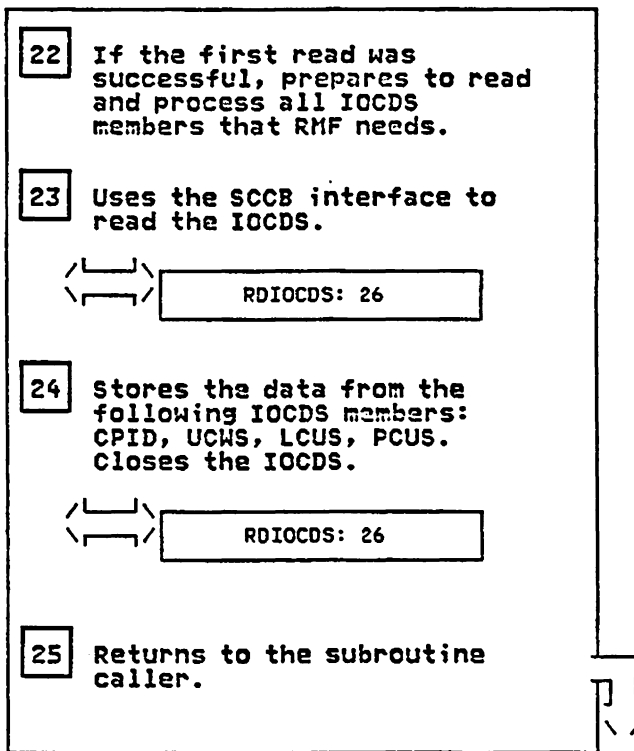 22 If the first read was
successful, prepares to read
and process all IOCDS
members that RMF needs.
23 Uses the SCCB interface to
read the IOCDS.
RDIOCDS: 26
24 Stores the data from the
following IOCDS members:
CPID, UCWS, LCUS, PCUS.
Closes the IOCDS.
RDIOCDS: 26
25 Returns to the subroutine
caller.